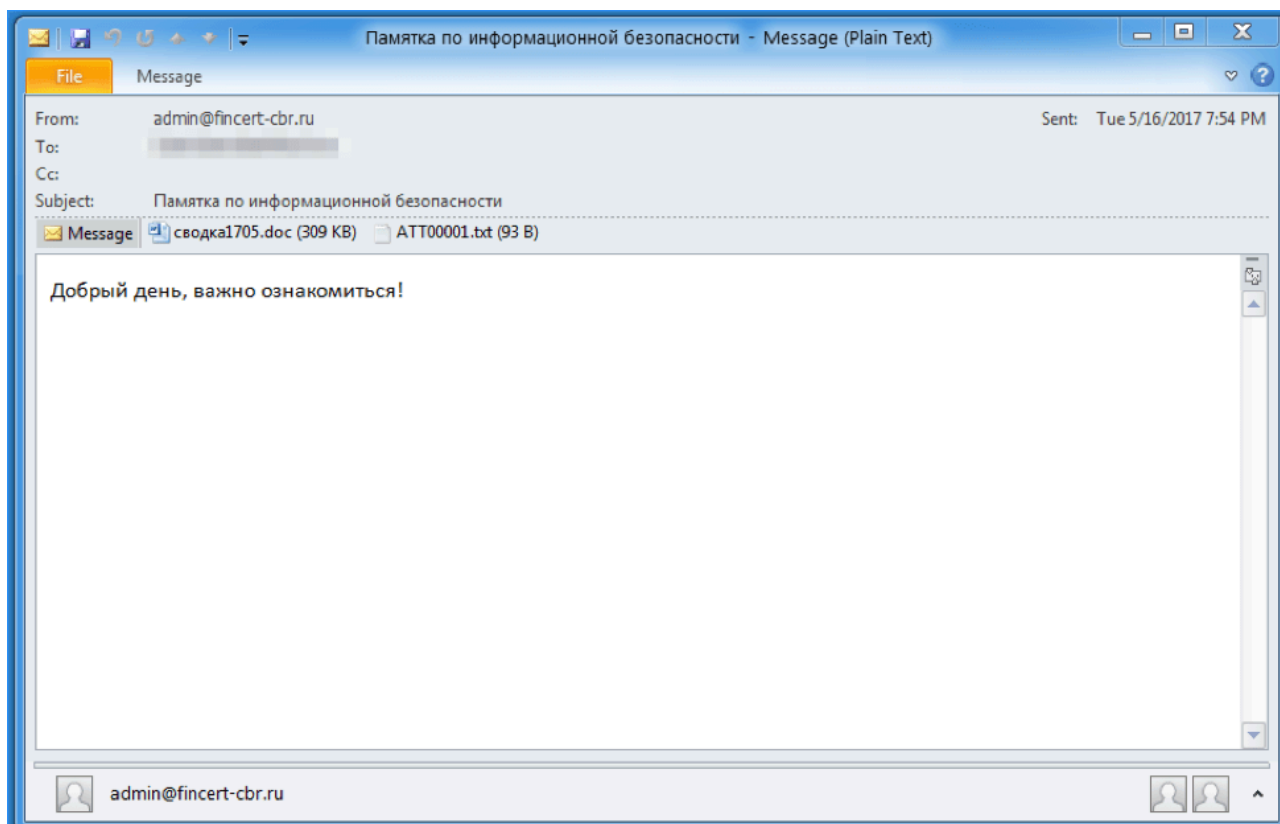 Памятка по информационной безопасности - Message (Plain Text)
File Message
From: admin@fincert-cbr.ru Sent: Tue 5/16/2017 7:54 PM
To:
Cc:
Subject: Памятка по информационной безопасности
Message сводка1705.doc (309 KB) ATT00001.txt (93 B)
Добрый день, важно ознакомиться!
admin@fincert-cbr.ru